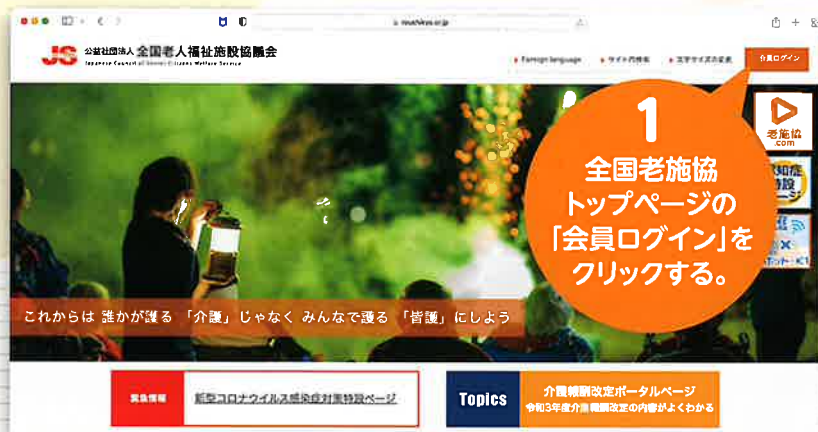 JS 公益社団法人 全国老人福祉施設協議会
Japanese Council of Senior Citizens Welfare Service
Foreign language
サイト内検索
文字サイズの変更
会員ログイン
1
全国老施協
トップページの
「会員ログイン」を
クリックする。
老施協
.com
これからは 誰かが護る 「介護」じゃなく みんなで護る 「皆護」にしよう
緊急情報
新型コロナウイルス感染症対策特設ページ
Topics
介護報酬改定ポータルページ
令和3年度介護報酬改定の内容がよくわかる